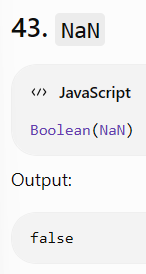 43. NaN
</> JavaScript
Boolean(NaN)
Output:
false